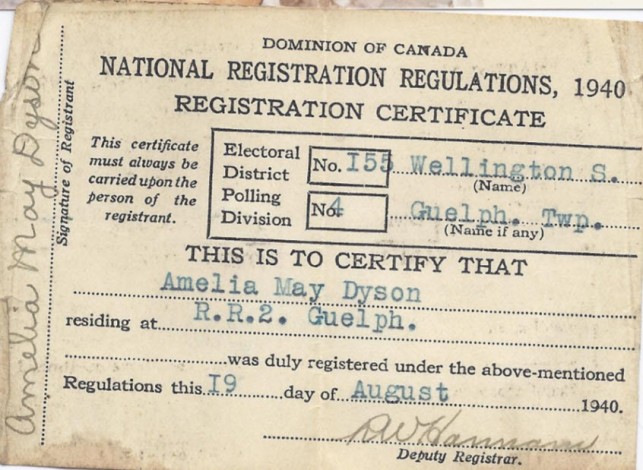 DOMINION OF CANADA
NATIONAL REGISTRATION REGULATIONS, 1940
REGISTRATION CERTIFICATE
This certificate
must always be
carried upon the
person of the
registrant.
Electoral District No. I55 Wellington S.
(Name)
Polling Division No. 4 Guelph. Twp.
(Name if any)
THIS IS TO CERTIFY THAT
Amelia May Dyson
residing at R.R.2. Guelph.
was duly registered under the above-mentioned
Regulations this I9 day of August 1940.
Deputy Registrar.
Signature of Registrant
Amelia May Dyson